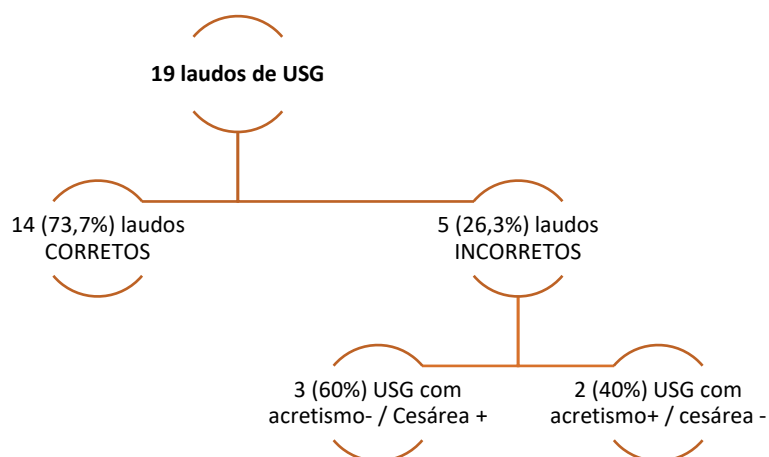 19 laudos de USG
14 (73,7%) laudos
CORRETOS
5 (26,3%) laudos
INCORRETOS
3 (60%) USG com
acretismo- / Cesárea +
2 (40%) USG com
acretismo+ / cesárea -